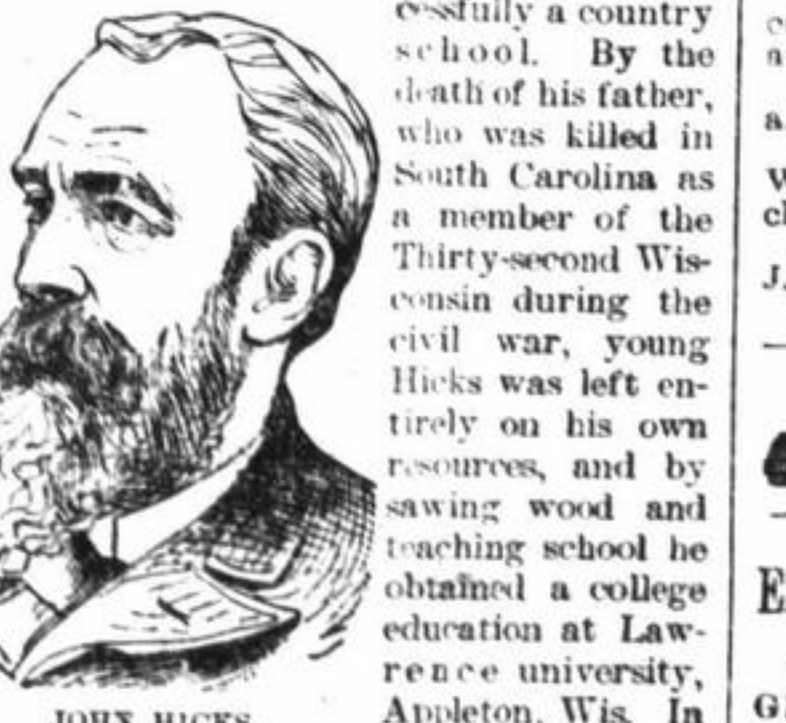 cessfully a country
school. By the
death of his father,
who was killed in
South Carolina as
a member of the
Thirty-second Wis-
consin during the
civil war, young
Hicks was left en-
tirely on his own
resources, and by
sawing wood and
teaching school he
obtained a college
education at Law-
rence university,
Appleton, Wis. In
JOHN HICKS
a
a.
W
cl
J.
E
G